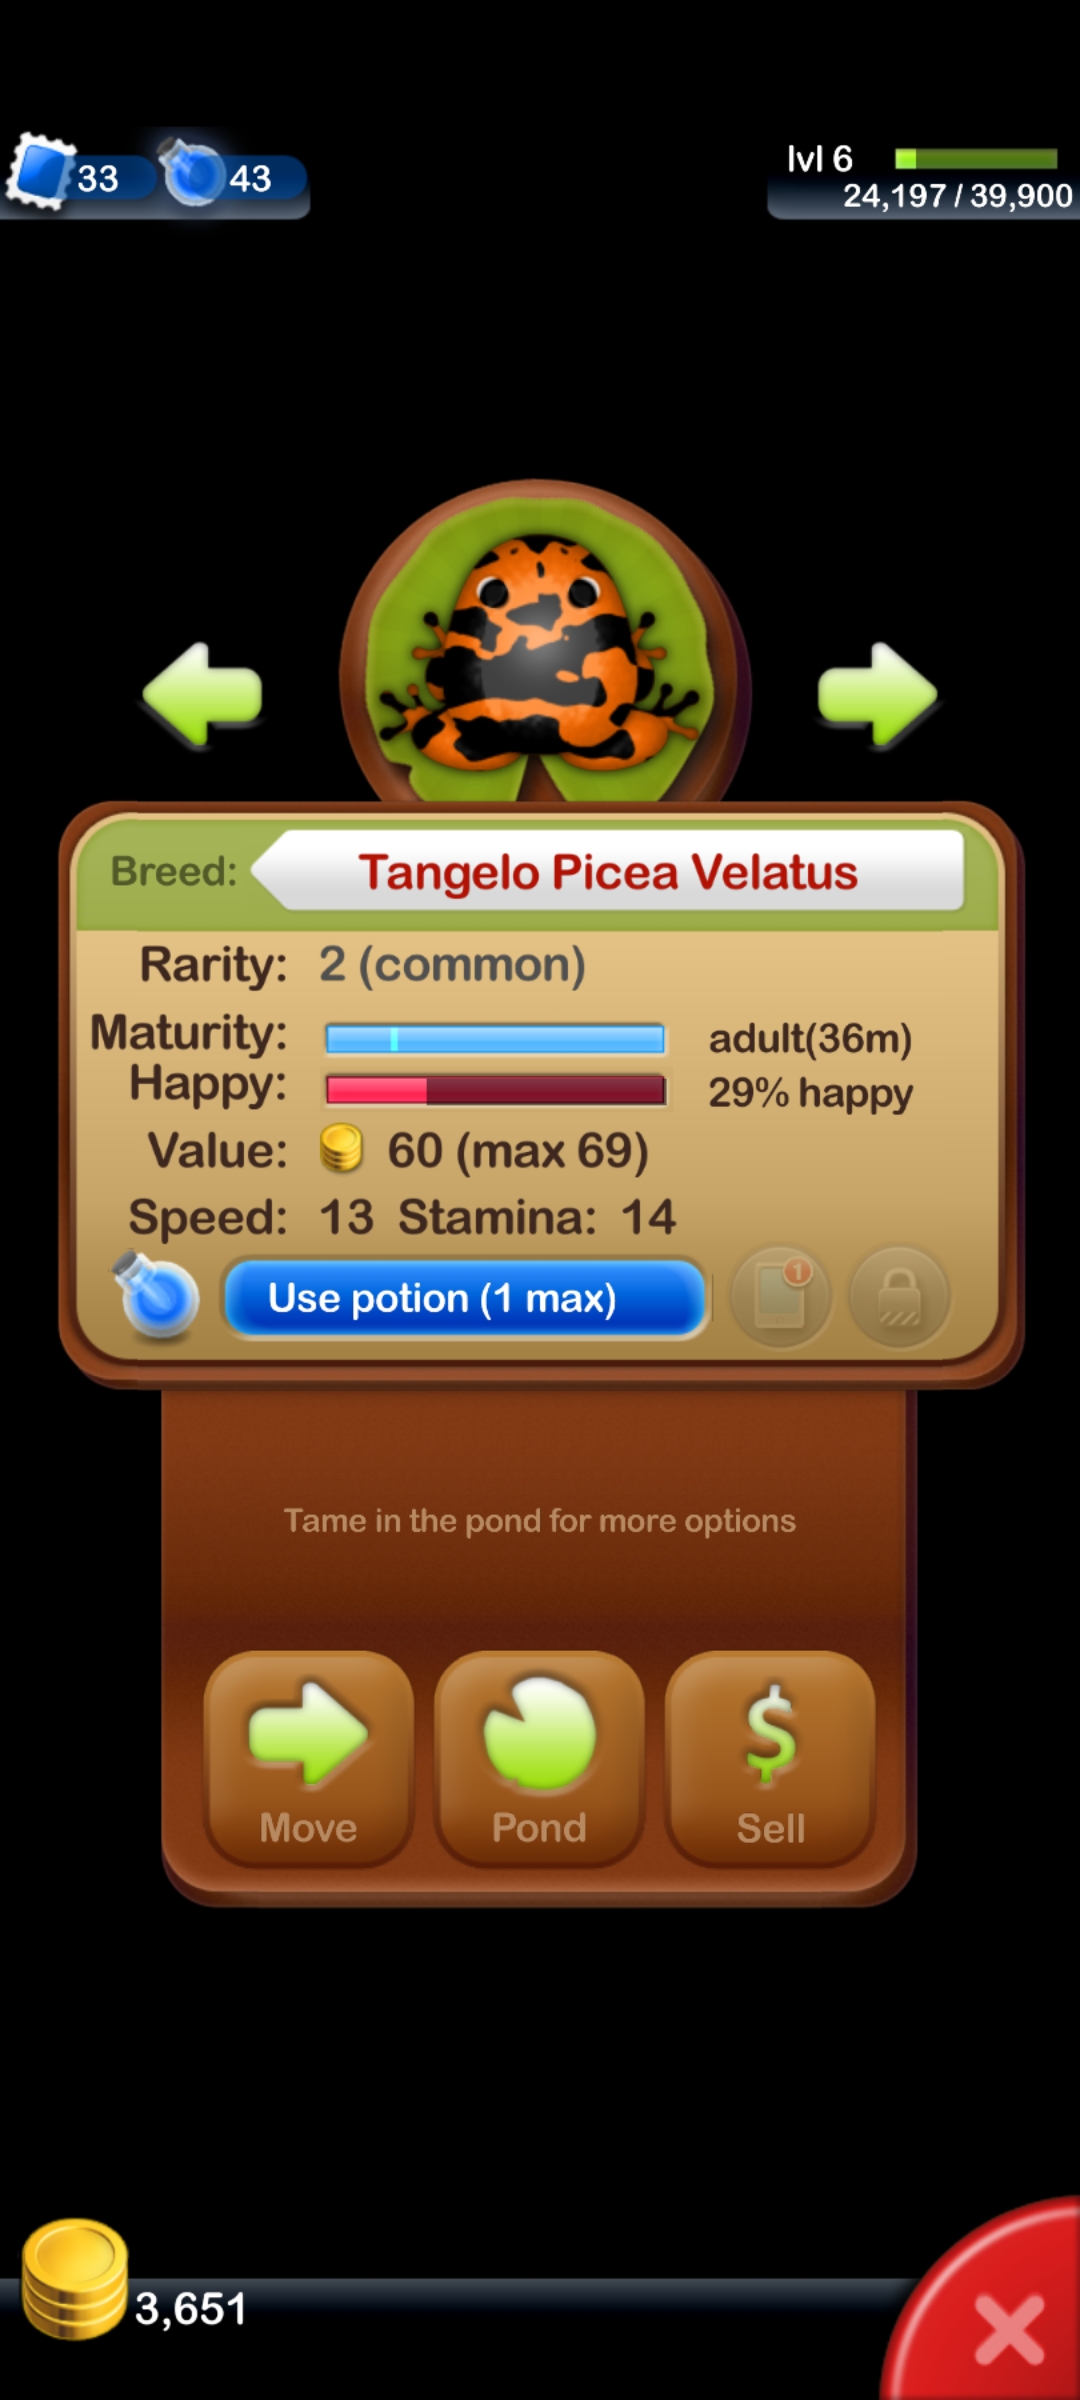 33
43
lvl 6
24,197 / 39,900
Breed: Tangelo Picea Velatus
Rarity: 2 (common)
Maturity: adult(36m)
Happy: 29% happy
Value: 60 (max 69)
Speed: 13 Stamina: 14
Use potion (1 max)
1
Tame in the pond for more options
Move
Pond
$
Sell
3,651